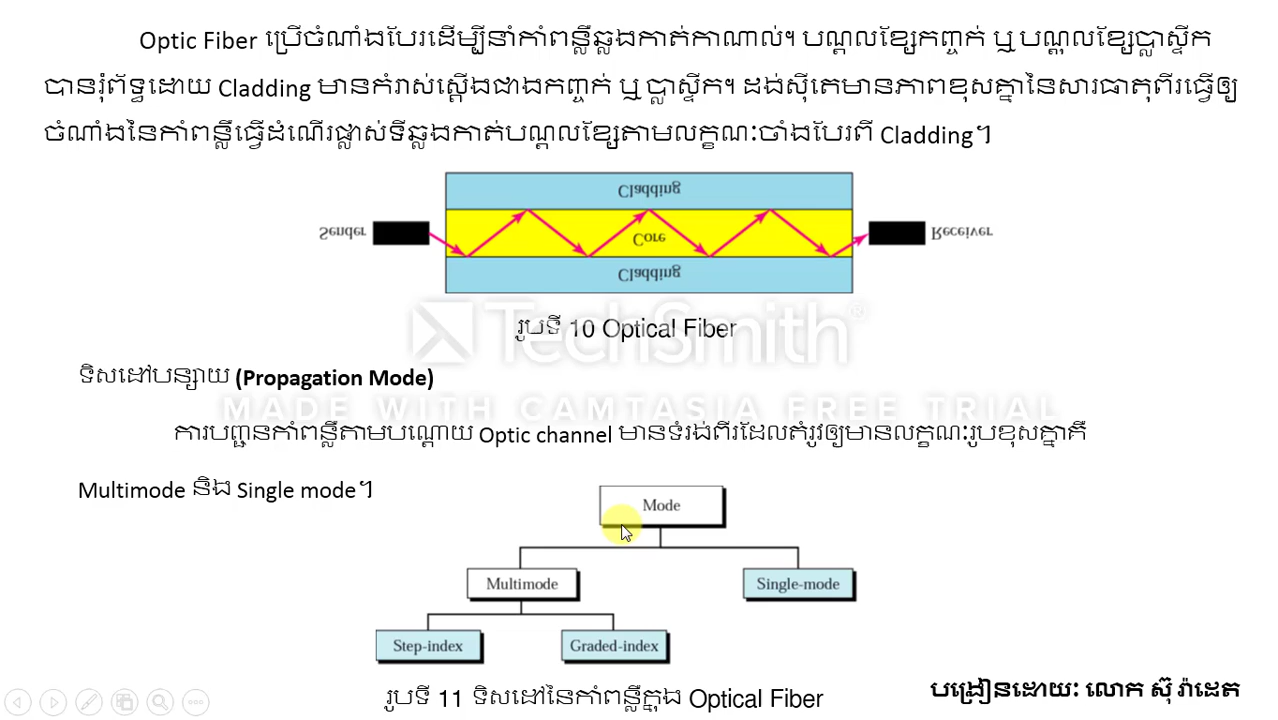 Optic Fiber ប្រើចំណាំងបែរដើម្បីនាំកាំពន្លឺឆ្លងកាត់កាណាល់។ បណ្តូលខ្សែកញ្ចក់ ឬ បណ្តុលខ្សែប្លាស្ទីក
បានរុំព័ទ្ធដោយ Cladding មានកំរាស់ស្តើងជាងកញ្ចក់ ឬ ប្លាស្ទីក។ ដង់ស៊ីតេមានភាពខុសគ្នានៃសារធាតុពីរធ្វើឲ្យ
ចំណាំងនៃកាំពន្លឺធ្វើដំណើរផ្លាស់ទីឆ្លងកាត់បណ្តូលខ្សែតាមលក្ខណៈចាំងបែរពី Cladding។
Cladding
Sender
Core
Receiver
Cladding
រូបទី 10 Optical Fiber
TechSmith®
MADE WITH CAMTASIA FREE TRIAL
ទិសដៅបន្សាយ (Propagation Mode)
ការបញ្ជូនកាំពន្លឺតាមបណ្តោយ Optic channel មានទំរង់ពីរដែលតំរូវឲ្យមានលក្ខណៈរូបខុសគ្នាគឺ
Multimode និង Single mode។
Mode
Multimode
Single-mode
Step-index
Graded-index
រូបទី 11 ទិសដៅនៃកាំពន្លឺក្នុង Optical Fiber
បង្រៀនដោយៈ លោក ស៊ុ រ៉ាដេត